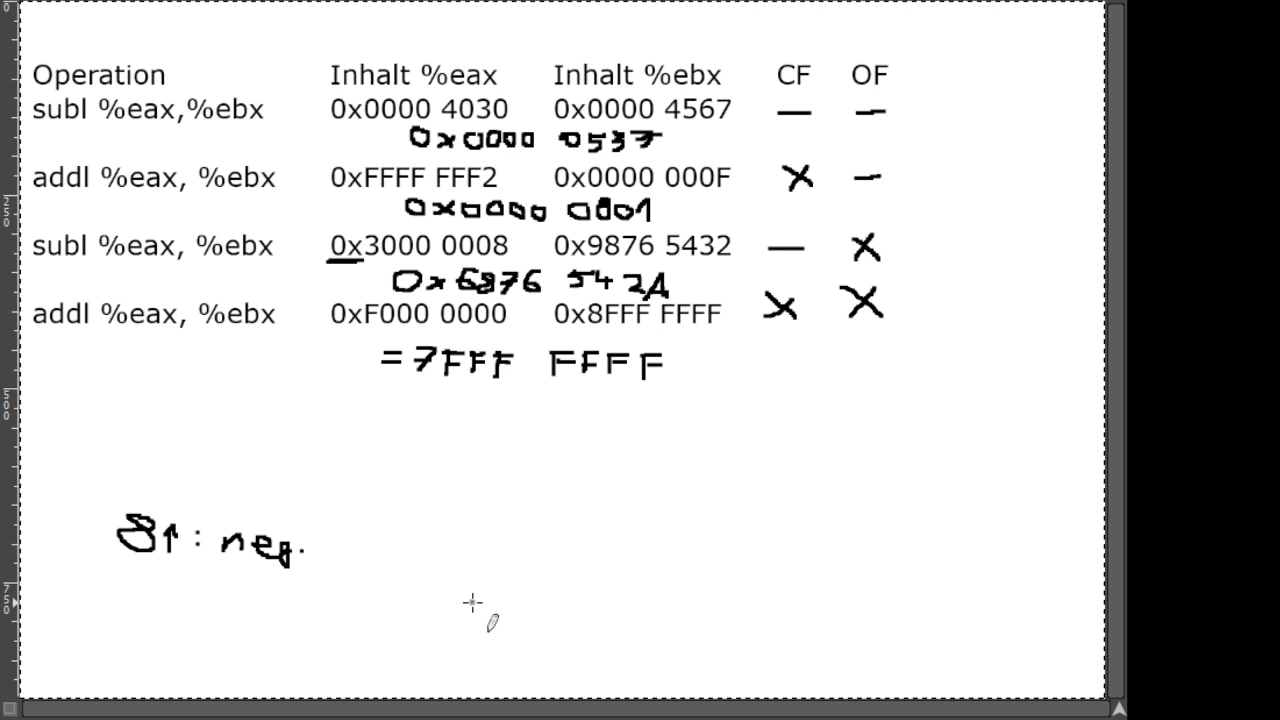 Operation Inhalt %eax Inhalt %ebx CF OF
subl %eax,%ebx 0x0000 4030 0x0000 4567 — –
0x0000 0537
addl %eax, %ebx 0xFFFF FFF2 0x0000 000F X –
0x0000 0001
subl %eax, %ebx 0x3000 0008 0x9876 5432 — X
0x6876 542A
addl %eax, %ebx 0xF000 0000 0x8FFF FFFF X X
= 7FFF FFFF
8↑ : neg.